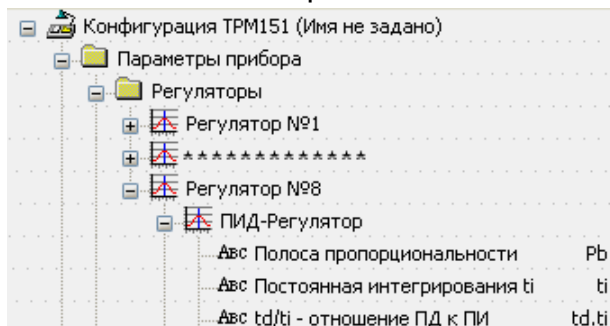 Конфигурация ТРМ151 (Имя не задано)
Параметры прибора
Регуляторы
Регулятор №1
* * * * * * * * * * * * *
Регулятор №8
ПИД-Регулятор
Авс Полоса пропорциональности Pb
Авс Постоянная интегрирования ti ti
Авс td/ti - отношение ПД к ПИ td.ti